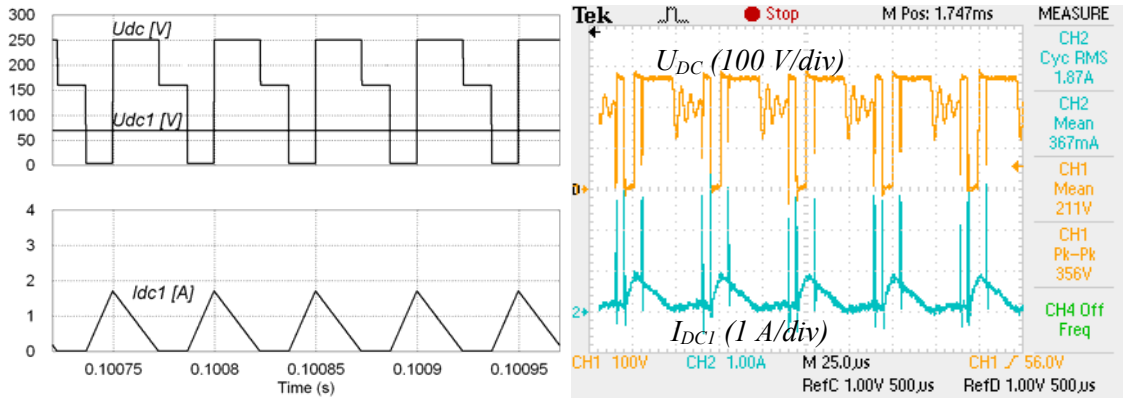 300
Udc [V]
250
200
150
100
Udc1 [V]
50
0
4
3
2
Idc1 [A]
1
0
0.10075 0.1008 0.10085 0.1009 0.10095
Time (s)
Tek Stop M Pos: 1.747ms MEASURE
CH2
Cyc RMS
1.87A
CH2
Mean
367mA
CH1
Mean
211V
CH1
Pk-Pk
356V
CH4 Off
Freq
U_DC (100 V/div)
2
I_DC1 (1 A/div)
CH1 100V CH2 1.00A M 25.0µs CH1 56.0V
RefC 1.00V 500µs RefD 1.00V 500µs